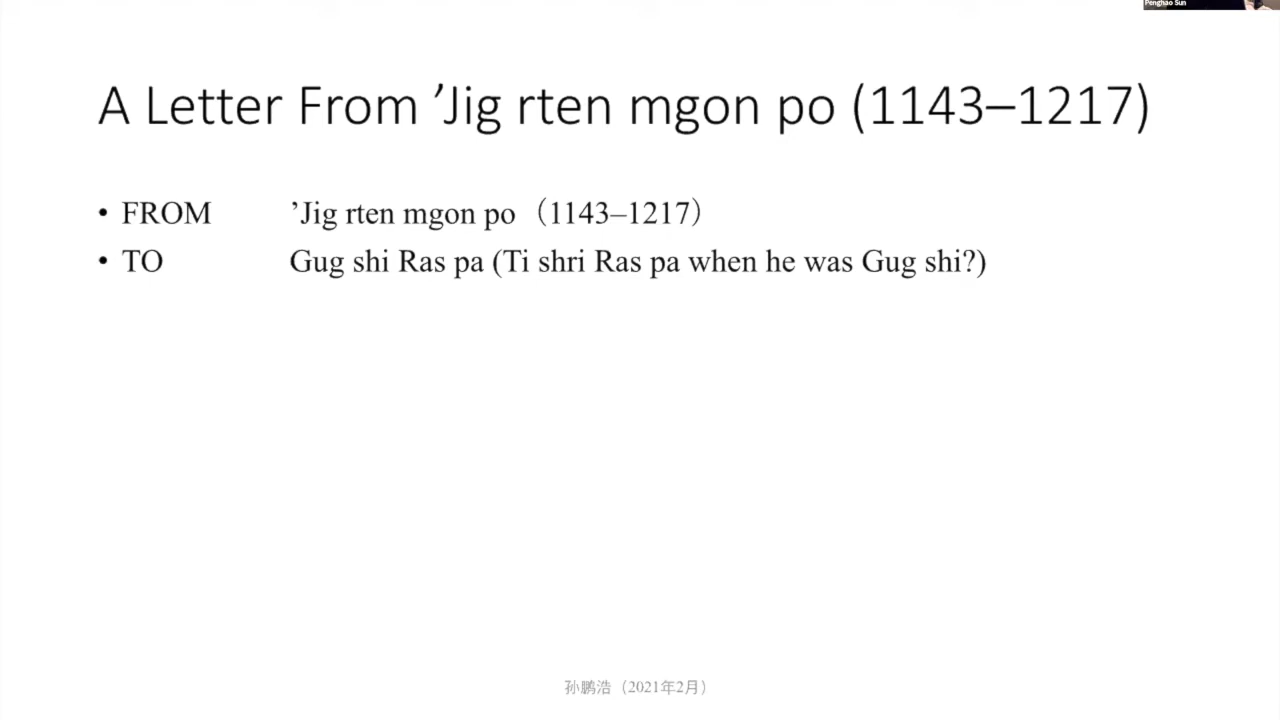 Penghao Sun
A Letter From ’Jig rten mgon po (1143–1217)
• FROM ’Jig rten mgon po（1143–1217）
• TO Gug shi Ras pa (Ti shri Ras pa when he was Gug shi?)
孙鹏浩（2021年2月）